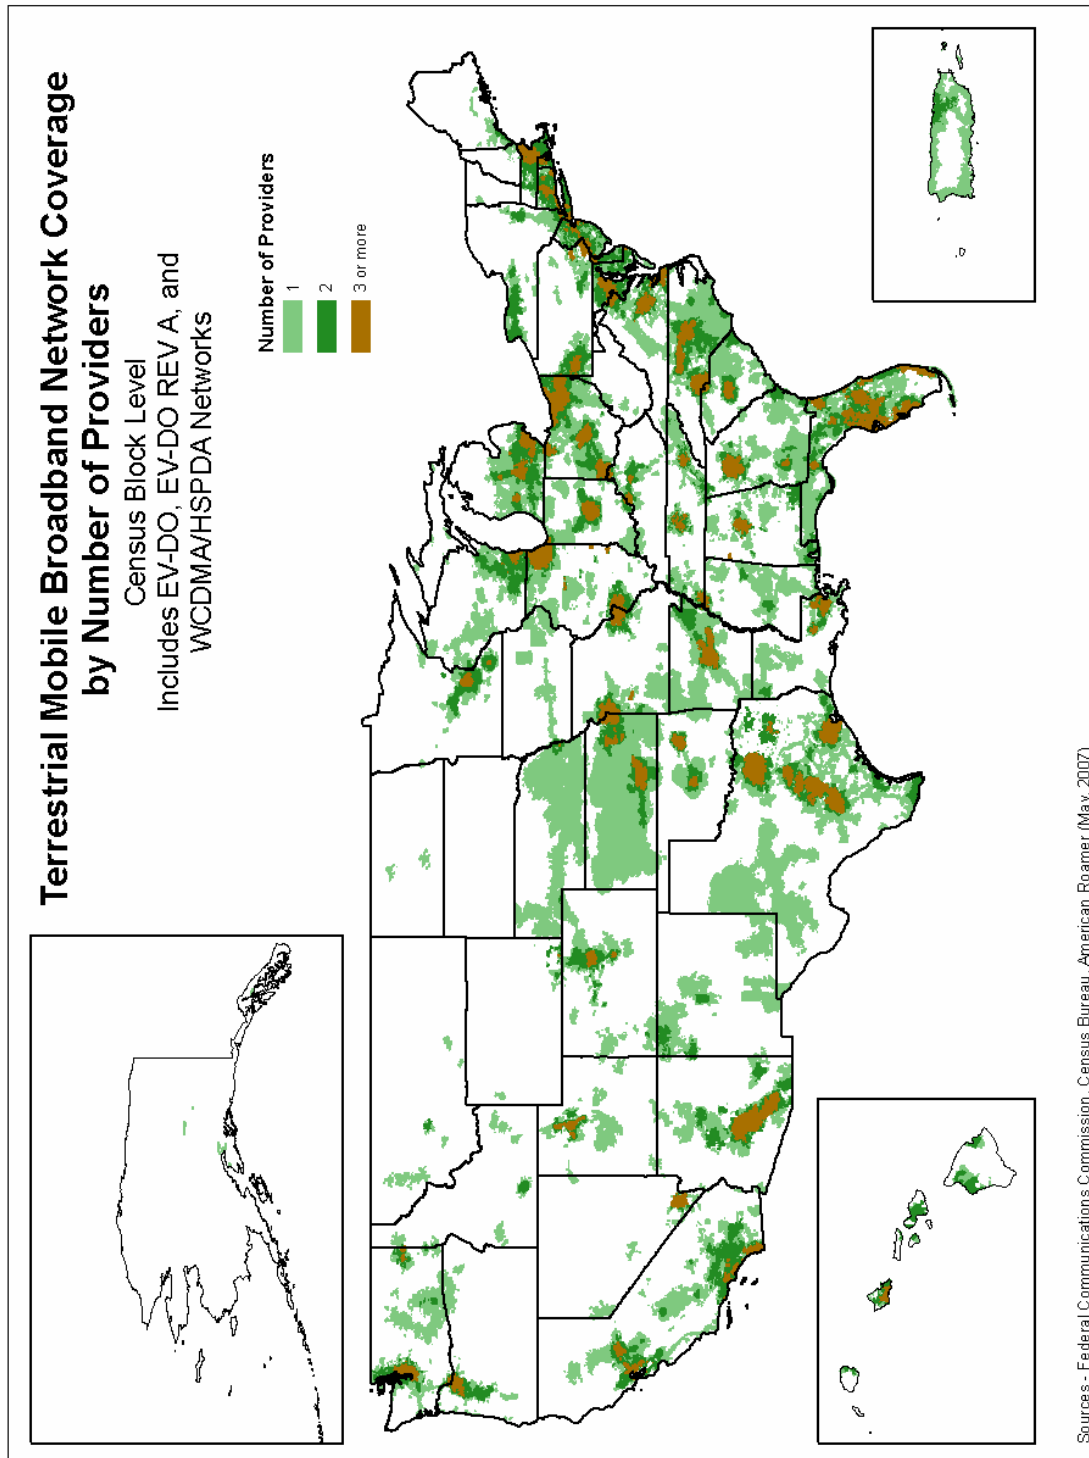 Terrestrial Mobile Broadband Network Coverage
by Number of Providers
Census Block Level
Includes EV-DO, EV-DO REV A, and
WCDMA/HSPDA Networks
Number of Providers
1
2
3 or more
Sources - Federal Communications Commission, Census Bureau, American Roamer (May, 2007)